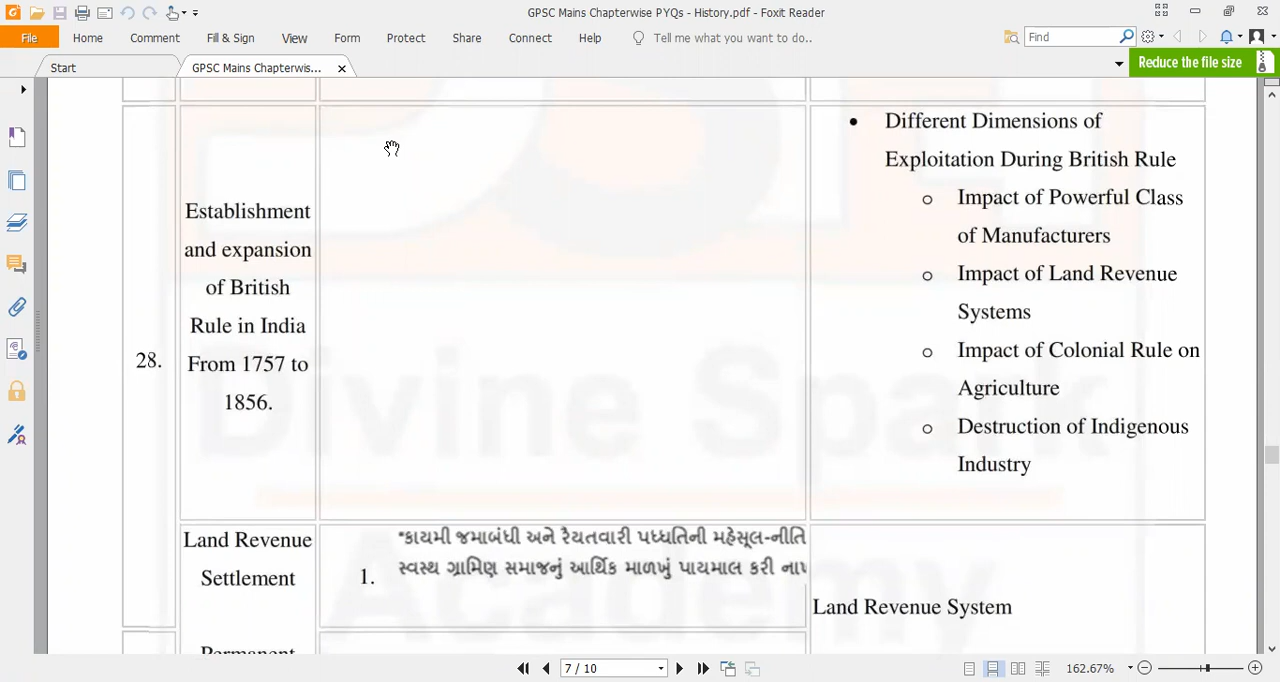 GPSC Mains Chapterwise PYQs - History.pdf - Foxit Reader
File Home Comment Fill & Sign View Form Protect Share Connect Help Tell me what you want to do.. Find
Start GPSC Mains Chapterwis... Reduce the file size
Different Dimensions of
Exploitation During British Rule
Impact of Powerful Class
of Manufacturers
Impact of Land Revenue
Systems
Impact of Colonial Rule on
Agriculture
Destruction of Indigenous
Industry
28.
Establishment
and expansion
of British
Rule in India
From 1757 to
1856.
Divine Spark
Academy
Land Revenue
Settlement
1.
"કાયમી જમાબંધી અને રૈયતવારી પધ્ધતિની મહેસૂલ-નીતિ
સ્વસ્થ ગ્રામિણ સમાજનું આર્થિક માળખું પાયમાલ કરી
Land Revenue System
Permanent
7 / 10 162.67%